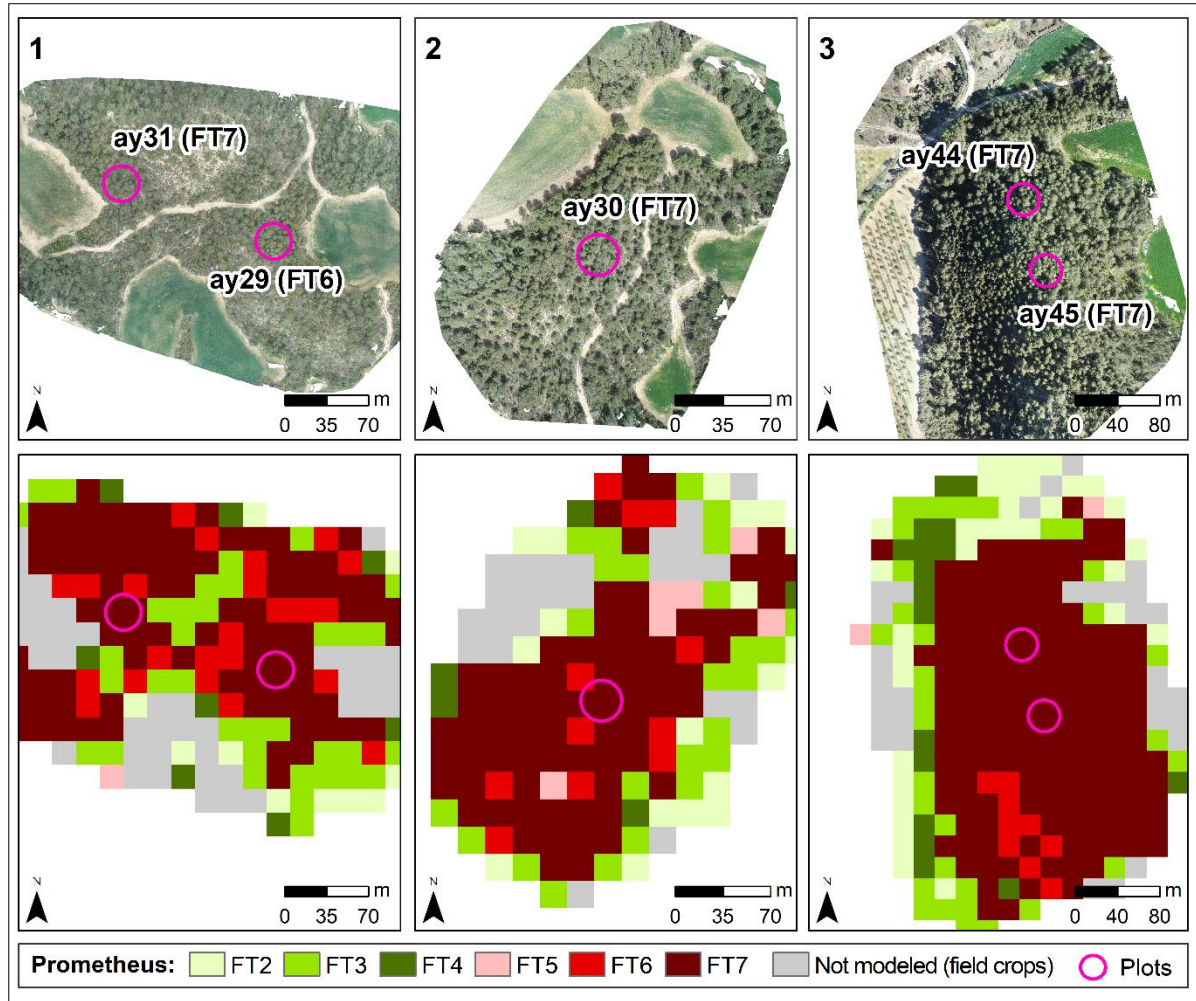 1
ay31 (FT7)
ay29 (FT6)
N
m
0 35 70
2
ay30 (FT7)
N
m
0 35 70
3
ay44 (FT7)
ay45 (FT7)
N
m
0 40 80
N
m
0 35 70
N
m
0 35 70
N
m
0 40 80
Prometheus: FT2 FT3 FT4 FT5 FT6 FT7 Not modeled (field crops) Plots